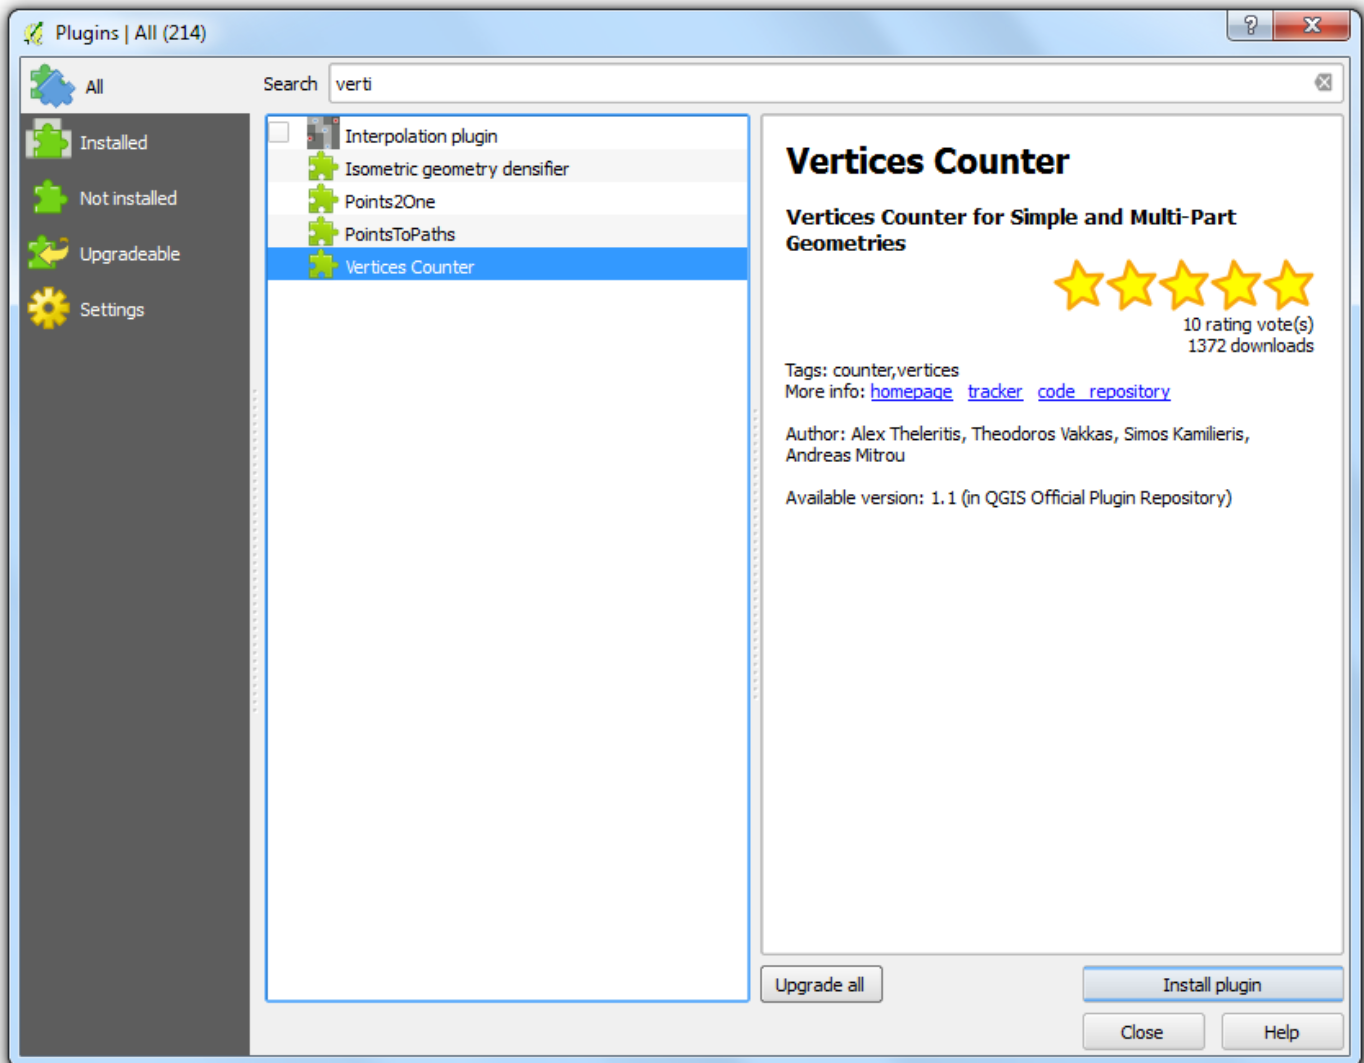 Plugins | All (214)
?
X
All
Installed
Not installed
Upgradeable
Settings
Search verti
Interpolation plugin
Isometric geometry densifier
Points2One
PointsToPaths
Vertices Counter
Vertices Counter
Vertices Counter for Simple and Multi-Part
Geometries
10 rating vote(s)
1372 downloads
Tags: counter,vertices
More info: homepage tracker code repository
Author: Alex Theleritis, Theodoros Vakkas, Simos Kamilieris,
Andreas Mitrou
Available version: 1.1 (in QGIS Official Plugin Repository)
Upgrade all
Install plugin
Close
Help